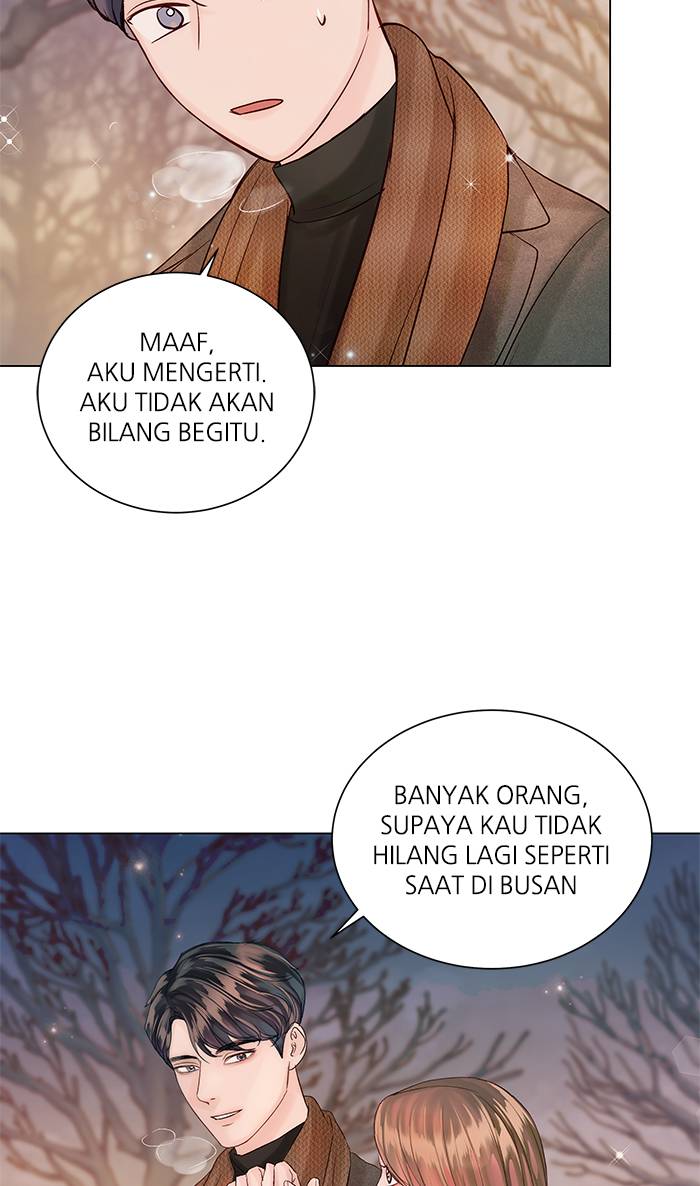 MAAF,
AKU MENGERTI.
AKU TIDAK AKAN
BILANG BEGITU.
BANYAK ORANG,
SUPAYA KAU TIDAK
HILANG LAGI SEPERTI
SAAT DI BUSAN